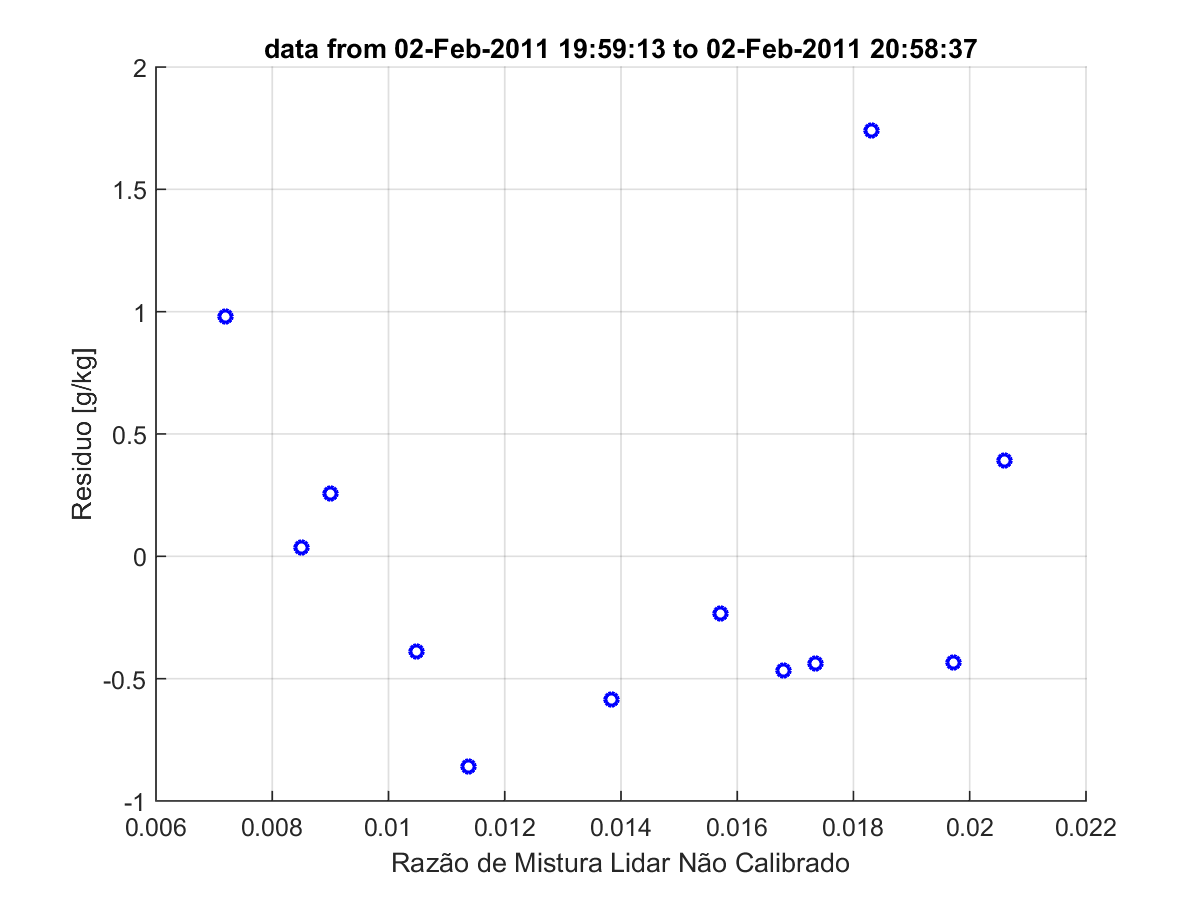 data from 02-Feb-2011 19:59:13 to 02-Feb-2011 20:58:37
2
1.5
1
0.5
0
-0.5
-1
Residuo [g/kg]
0.006 0.008 0.01 0.012 0.014 0.016 0.018 0.02 0.022
Razão de Mistura Lidar Não Calibrado